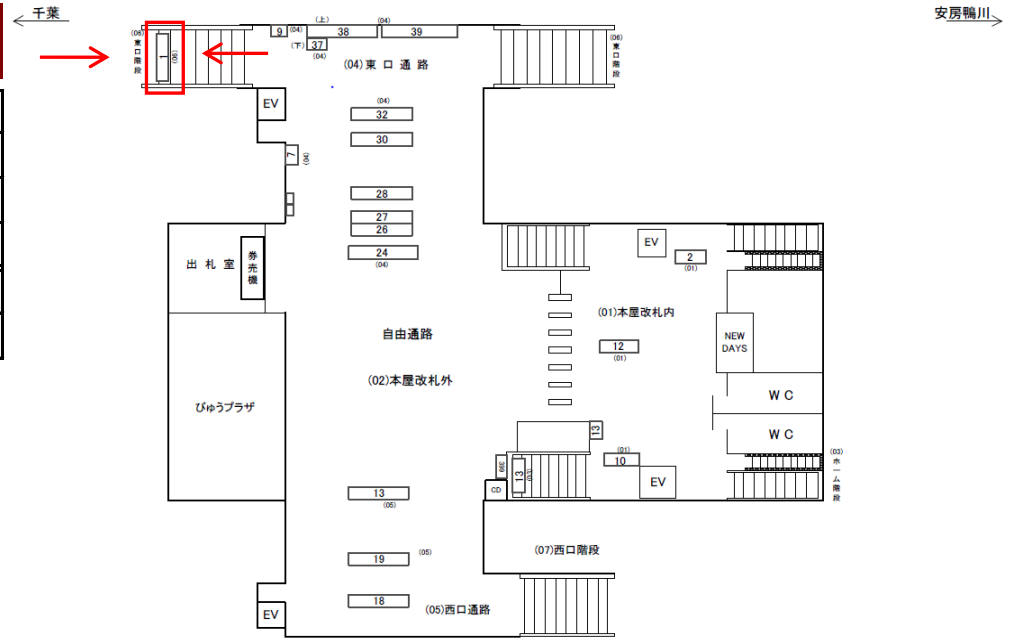 千葉
安房鴨川
(上)
(04)
9
(04)
38
39
(下)
37
(04)
(06)
東口階段
1
(06)
(06)
東口階段
(04)東口通路
EV
(04)
32
30
7
(04)
28
27
26
24
(04)
出札室
券売機
EV
2
(01)
(01)本屋改札内
自由通路
12
(01)
NEW
DAYS
(02)本屋改札外
びゅうプラザ
WC
WC
13
(01)
10
EV
399
13
(03)
CD
(03)
ホーム階段
13
(05)
19
(05)
(07)西口階段
18
(05)西口通路
EV